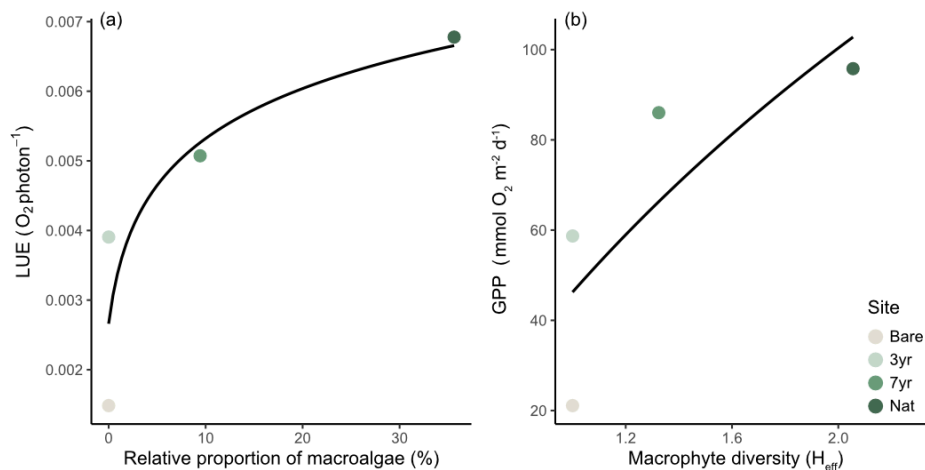 (a)
0.007
0.006
0.005
0.004
0.003
0.002
LUE (O₂ photon⁻¹)
0 10 20 30
Relative proportion of macroalgae (%)
(b)
100
80
60
40
20
GPP (mmol O₂ m⁻² d⁻¹)
1.2 1.6 2.0
Macrophyte diversity (Heff)
Site
Bare
3yr
7yr
Nat